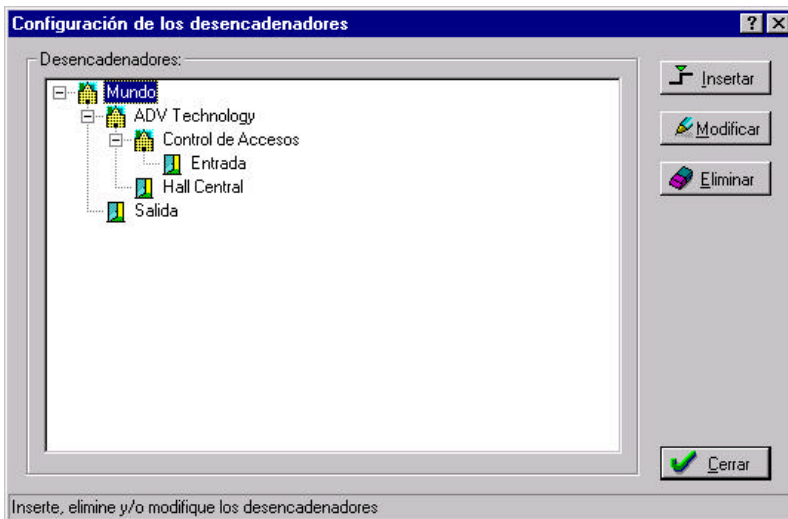 Configuración de los desencadenadores
Desencadenadores:
Mundo
ADV Technology
Control de Accesos
Entrada
Hall Central
Salida
Insertar
Modificar
Eliminar
Cerrar
Inserte, elimine y/o modifique los desencadenadores